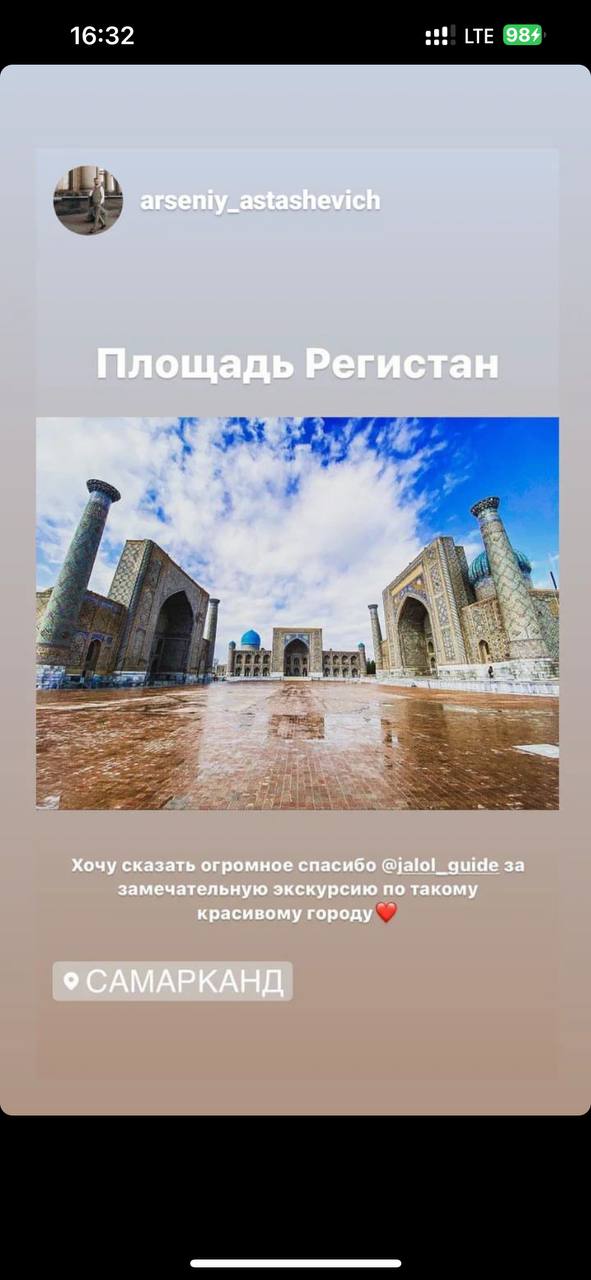 16:32
LTE
98
arseniy_astashevich
Площадь Регистан
Хочу сказать огромное спасибо @jalol_guide за
замечательную экскурсию по такому
красивому городу❤️
САМАРКАНД